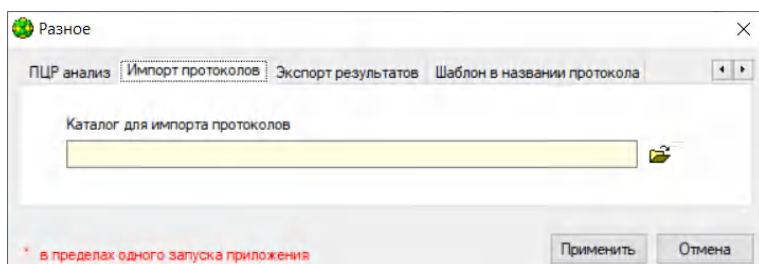 Разное
ПЦР анализ Импорт протоколов Экспорт результатов Шаблон в названии протокола
Каталог для импорта протоколов
* в пределах одного запуска приложения
Применить Отмена